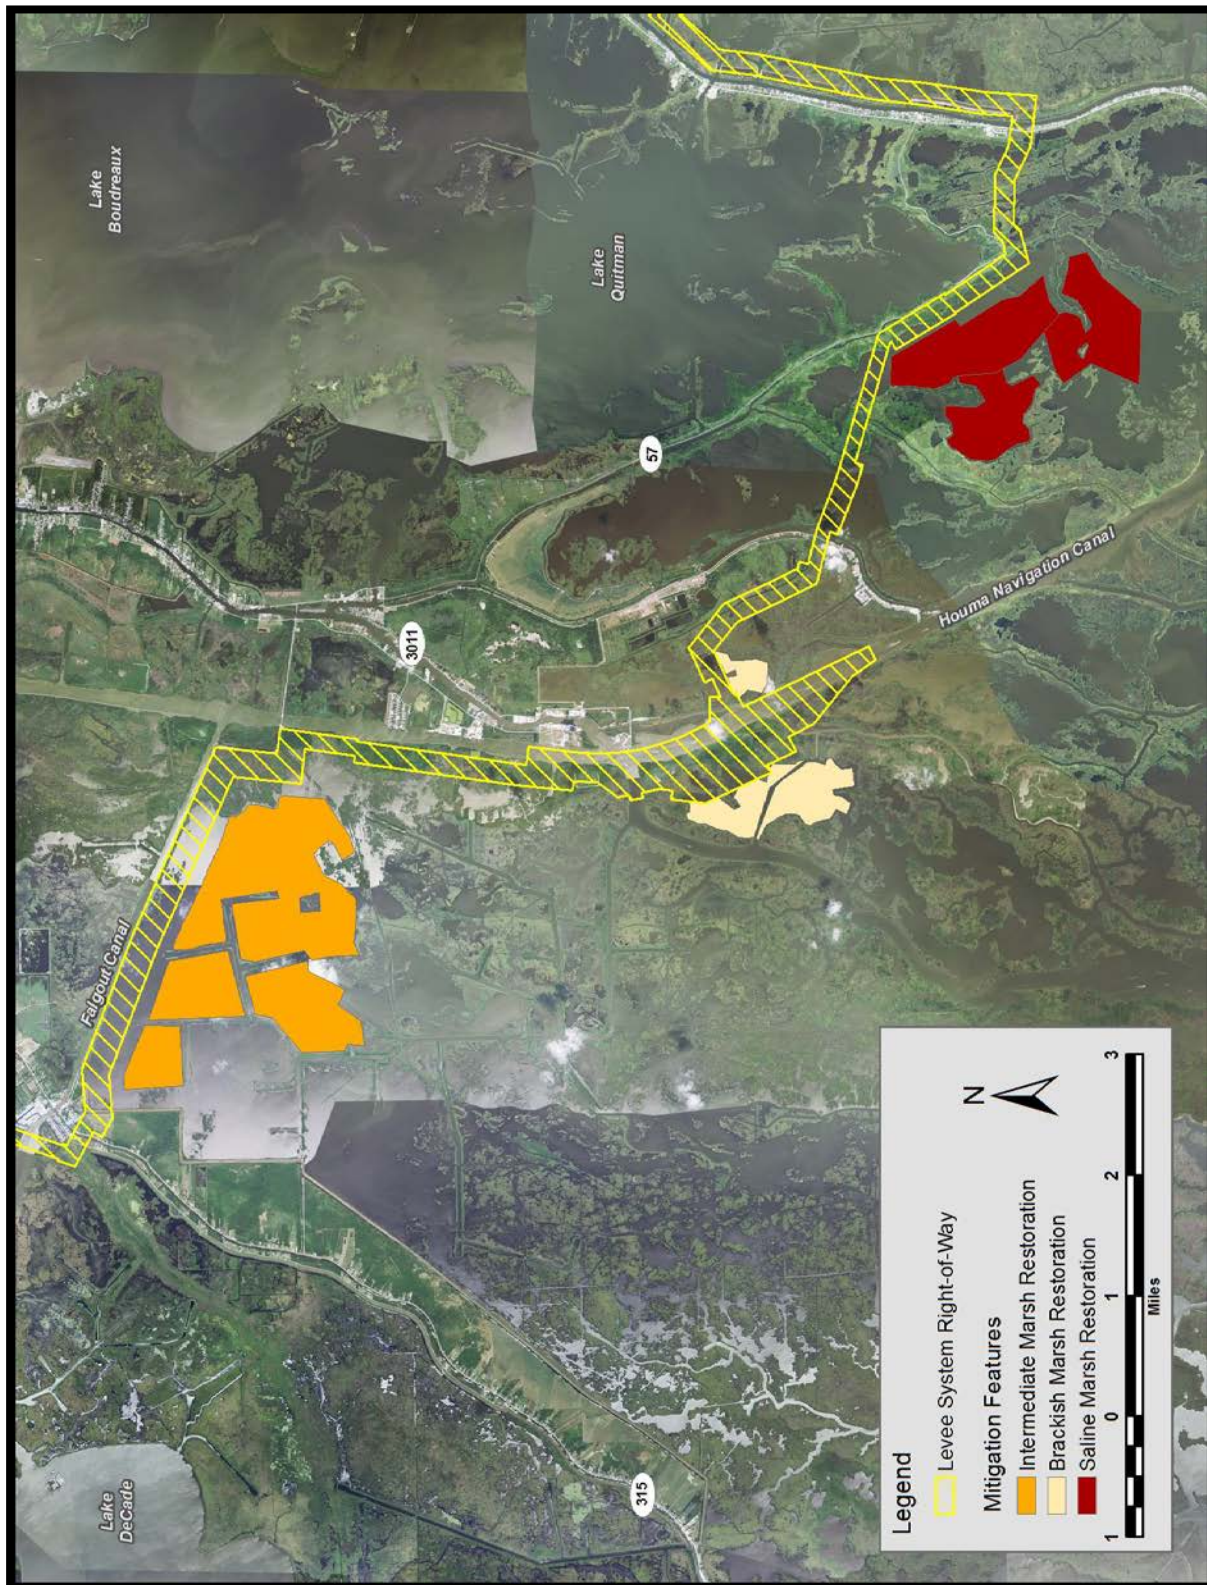 Lake
DeCade
Falgout Canal
Lake
Boudreaux
3011
Lake
Quitman
57
315
Houma Navigation Canal
Legend
Levee System Right-of-Way
Mitigation Features
Intermediate Marsh Restoration
Brackish Marsh Restoration
Saline Marsh Restoration
N
1 0 1 2 3
Miles